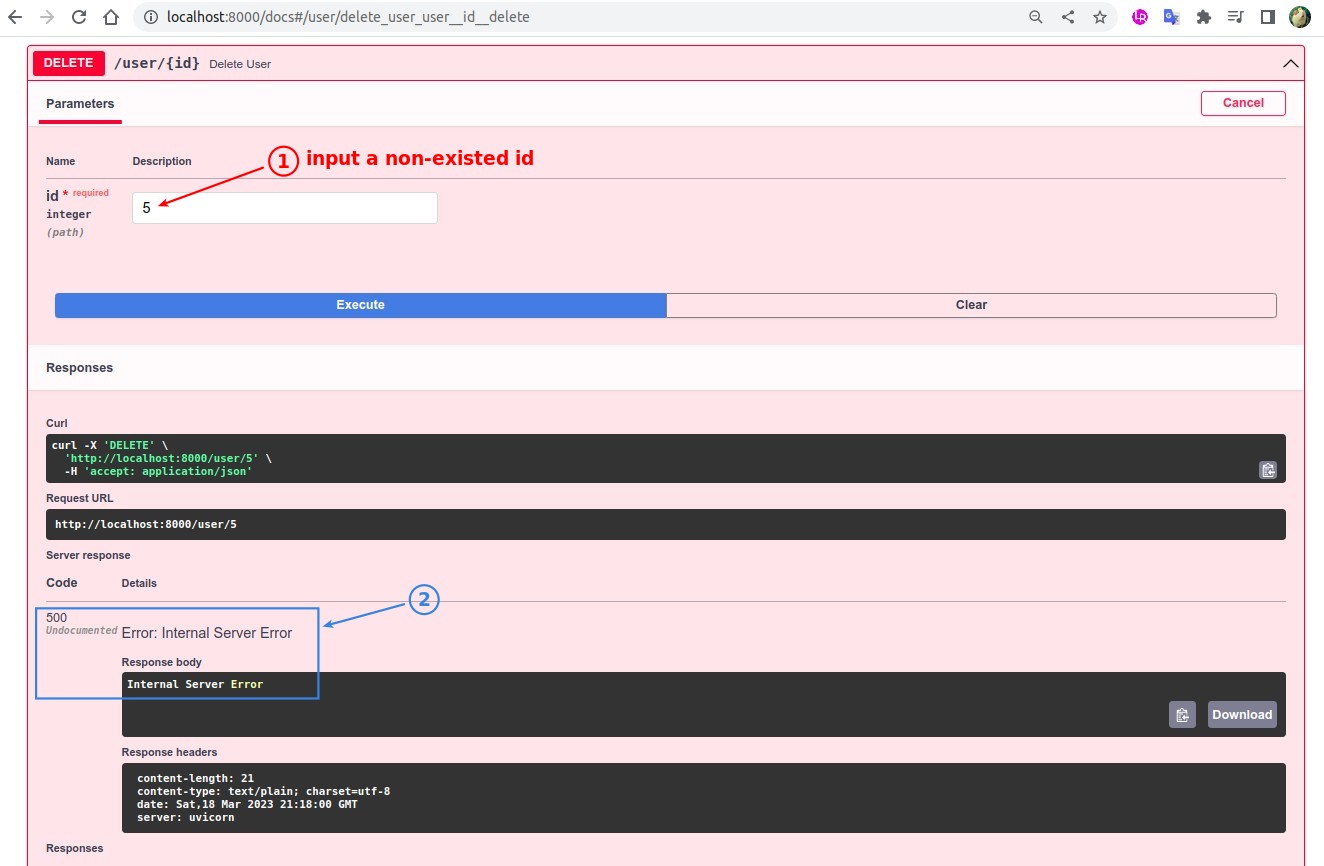 localhost:8000/docs#/user/delete_user_user__id__delete
DELETE /user/{id} Delete User
Parameters Cancel
1 input a non-existed id
Name Description
id * required
5
integer
(path)
Execute Clear
Responses
Curl
curl -X 'DELETE' \
'http://localhost:8000/user/5' \
-H 'accept: application/json'
Request URL
http://localhost:8000/user/5
Server response
Code Details
2
500
Undocumented Error: Internal Server Error
Response body
Internal Server Error
Download
Response headers
content-length: 21
content-type: text/plain; charset=utf-8
date: Sat,18 Mar 2023 21:18:00 GMT
server: uvicorn
Responses